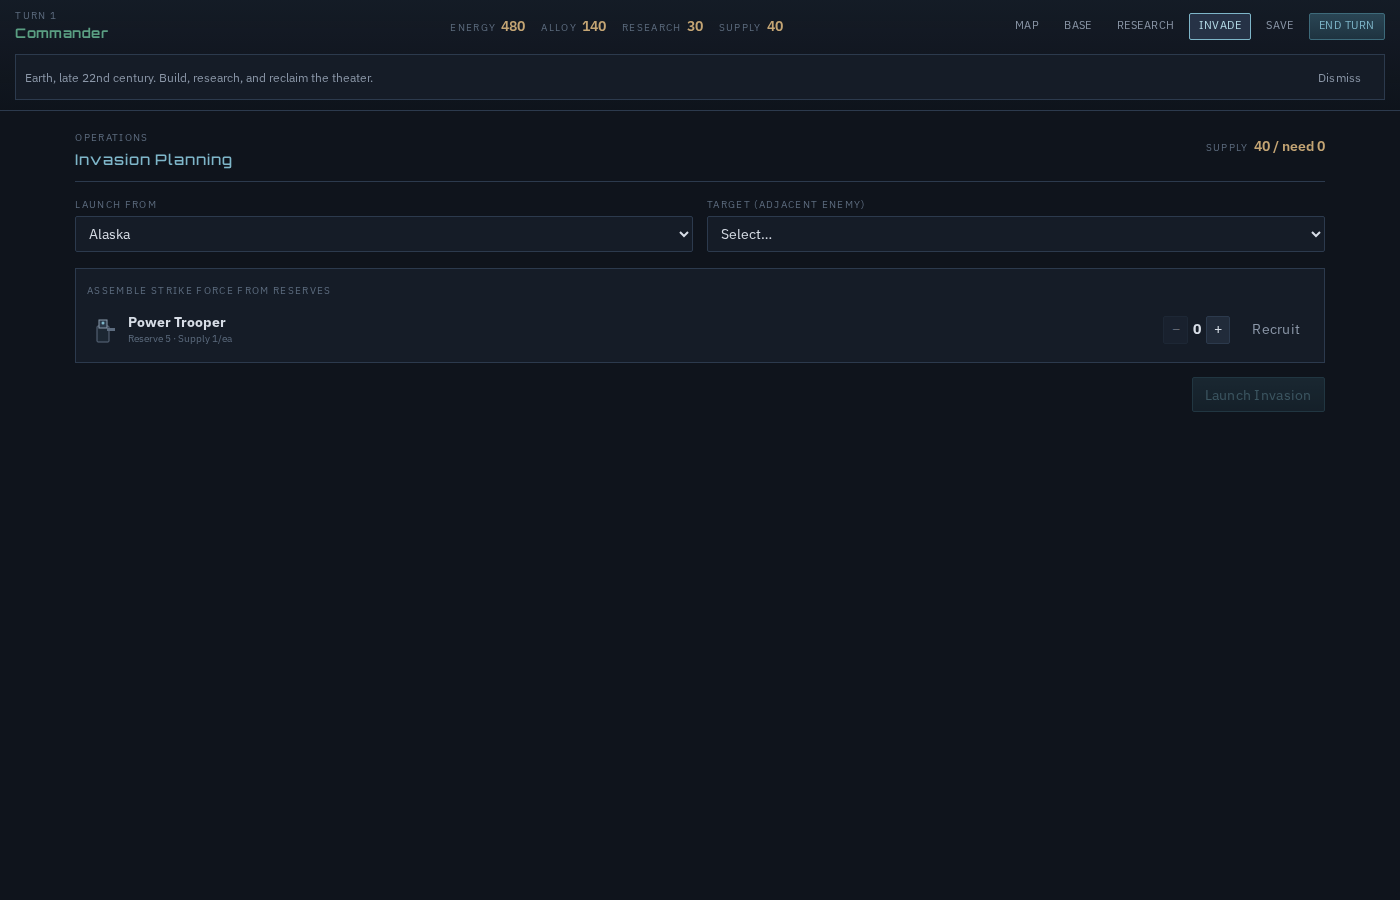 TURN 1
Commander
ENERGY 480 ALLOY 140 RESEARCH 30 SUPPLY 40
MAP BASE RESEARCH INVADE SAVE END TURN
Earth, late 22nd century. Build, research, and reclaim the theater.
Dismiss
OPERATIONS
Invasion Planning
SUPPLY 40 / need 0
LAUNCH FROM
Alaska
TARGET (ADJACENT ENEMY)
Select...
ASSEMBLE STRIKE FORCE FROM RESERVES
Power Trooper
Reserve 5 · Supply 1/ea
− 0 + Recruit
Launch Invasion